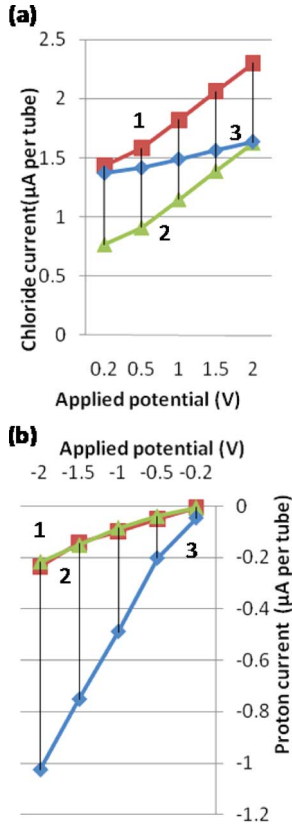 (a)
2.5
2
1.5
1
0.5
0
Chloride current(µA per tube)
1
2
3
0.2 0.5 1 1.5 2
Applied potential (V)
(b)
Applied potential (V)
-2 -1.5 -1 -0.5 -0.2
0
-0.2
-0.4
-0.6
-0.8
-1
-1.2
Proton current (µA per tube)
1
2
3